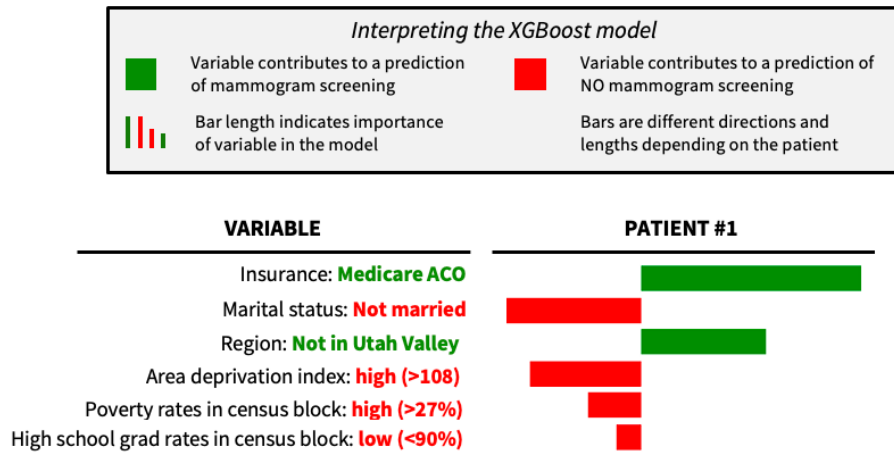 Interpreting the XGBoost model
Variable contributes to a prediction
of mammogram screening
Variable contributes to a prediction of
NO mammogram screening
Bar length indicates importance
of variable in the model
Bars are different directions and
lengths depending on the patient
VARIABLE
PATIENT #1
Insurance: Medicare ACO
Marital status: Not married
Region: Not in Utah Valley
Area deprivation index: high (>108)
Poverty rates in census block: high (>27%)
High school grad rates in census block: low (<90%)